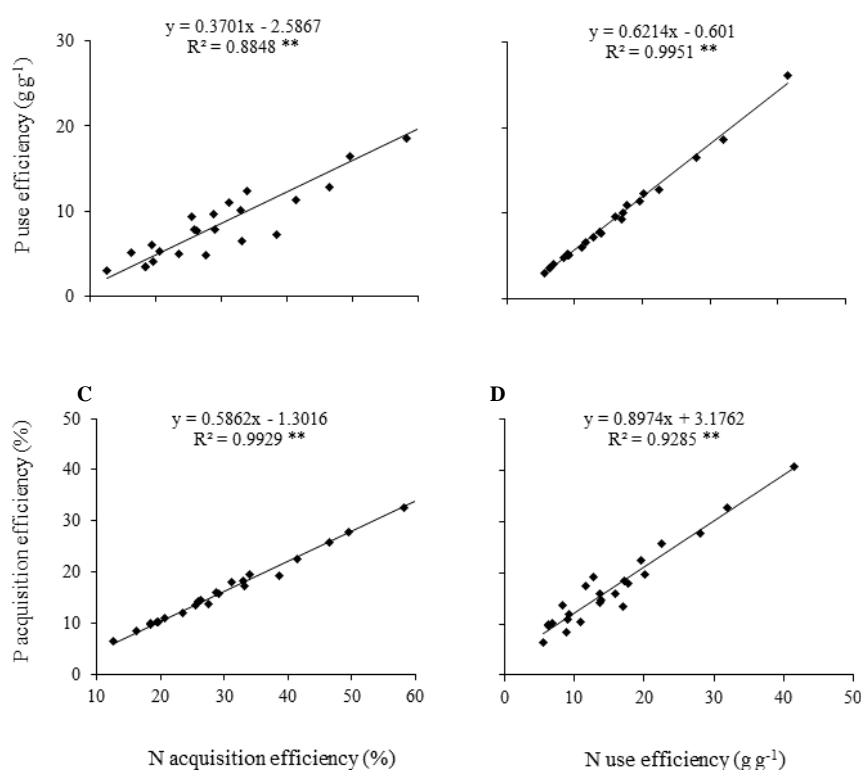 y = 0.3701x - 2.5867
R² = 0.8848 **
30
20
10
0
P use efficiency (g g⁻¹)
y = 0.6214x - 0.601
R² = 0.9951 **
C
y = 0.5862x - 1.3016
R² = 0.9929 **
50
40
30
20
10
0
P acquisition efficiency (%)
10 20 30 40 50 60
N acquisition efficiency (%)
D
y = 0.8974x + 3.1762
R² = 0.9285 **
0 10 20 30 40 50
N use efficiency (g g⁻¹)